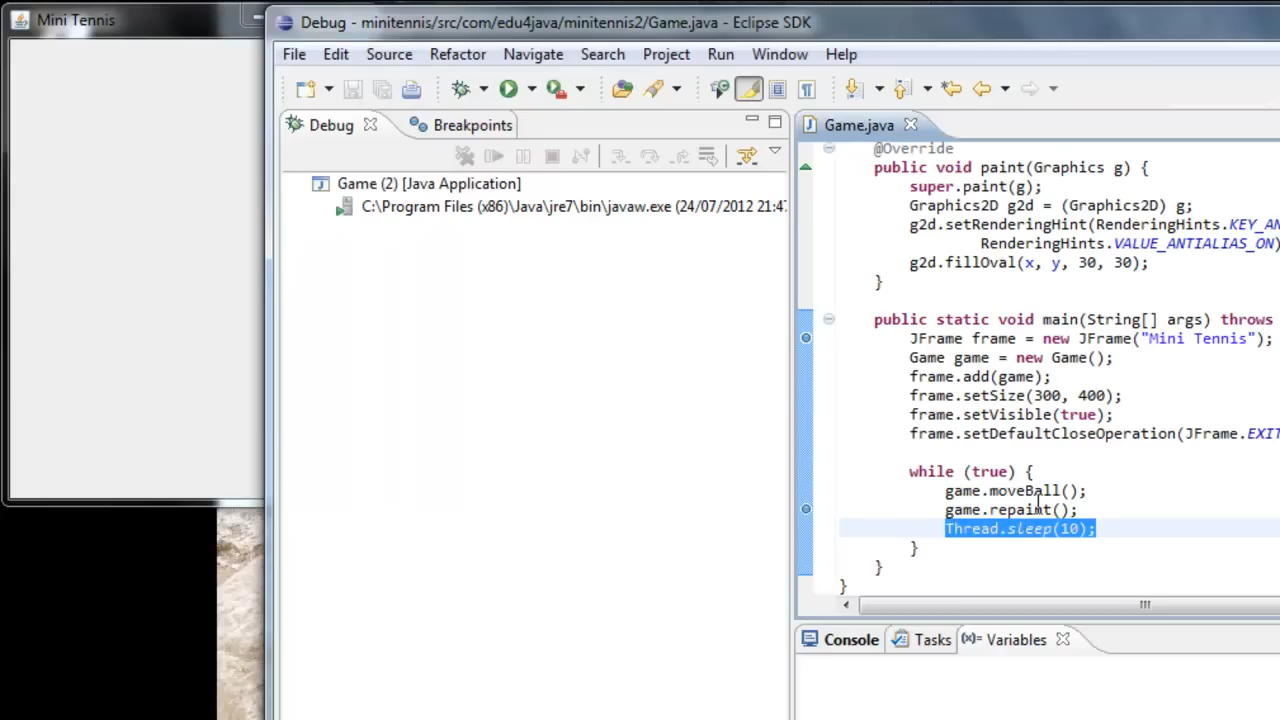 Mini Tennis
Debug - minitennis/src/com/edu4java/minitennis2/Game.java - Eclipse SDK
File Edit Source Refactor Navigate Search Project Run Window Help
Debug Breakpoints
Game (2) [Java Application]
C:\Program Files (x86)\Java\jre7\bin\javaw.exe (24/07/2012 21:47
Game.java
@Override
public void paint(Graphics g) {
super.paint(g);
Graphics2D g2d = (Graphics2D) g;
g2d.setRenderingHint(RenderingHints.KEY_AN
RenderingHints.VALUE_ANTIALIAS_ON)
g2d.fillOval(x, y, 30, 30);
}
public static void main(String[] args) throws
JFrame frame = new JFrame("Mini Tennis");
Game game = new Game();
frame.add(game);
frame.setSize(300, 400);
frame.setVisible(true);
frame.setDefaultCloseOperation(JFrame.EXIT
while (true) {
game.moveBall();
game.repaint();
Thread.sleep(10);
}
}
}
Console Tasks (x)= Variables